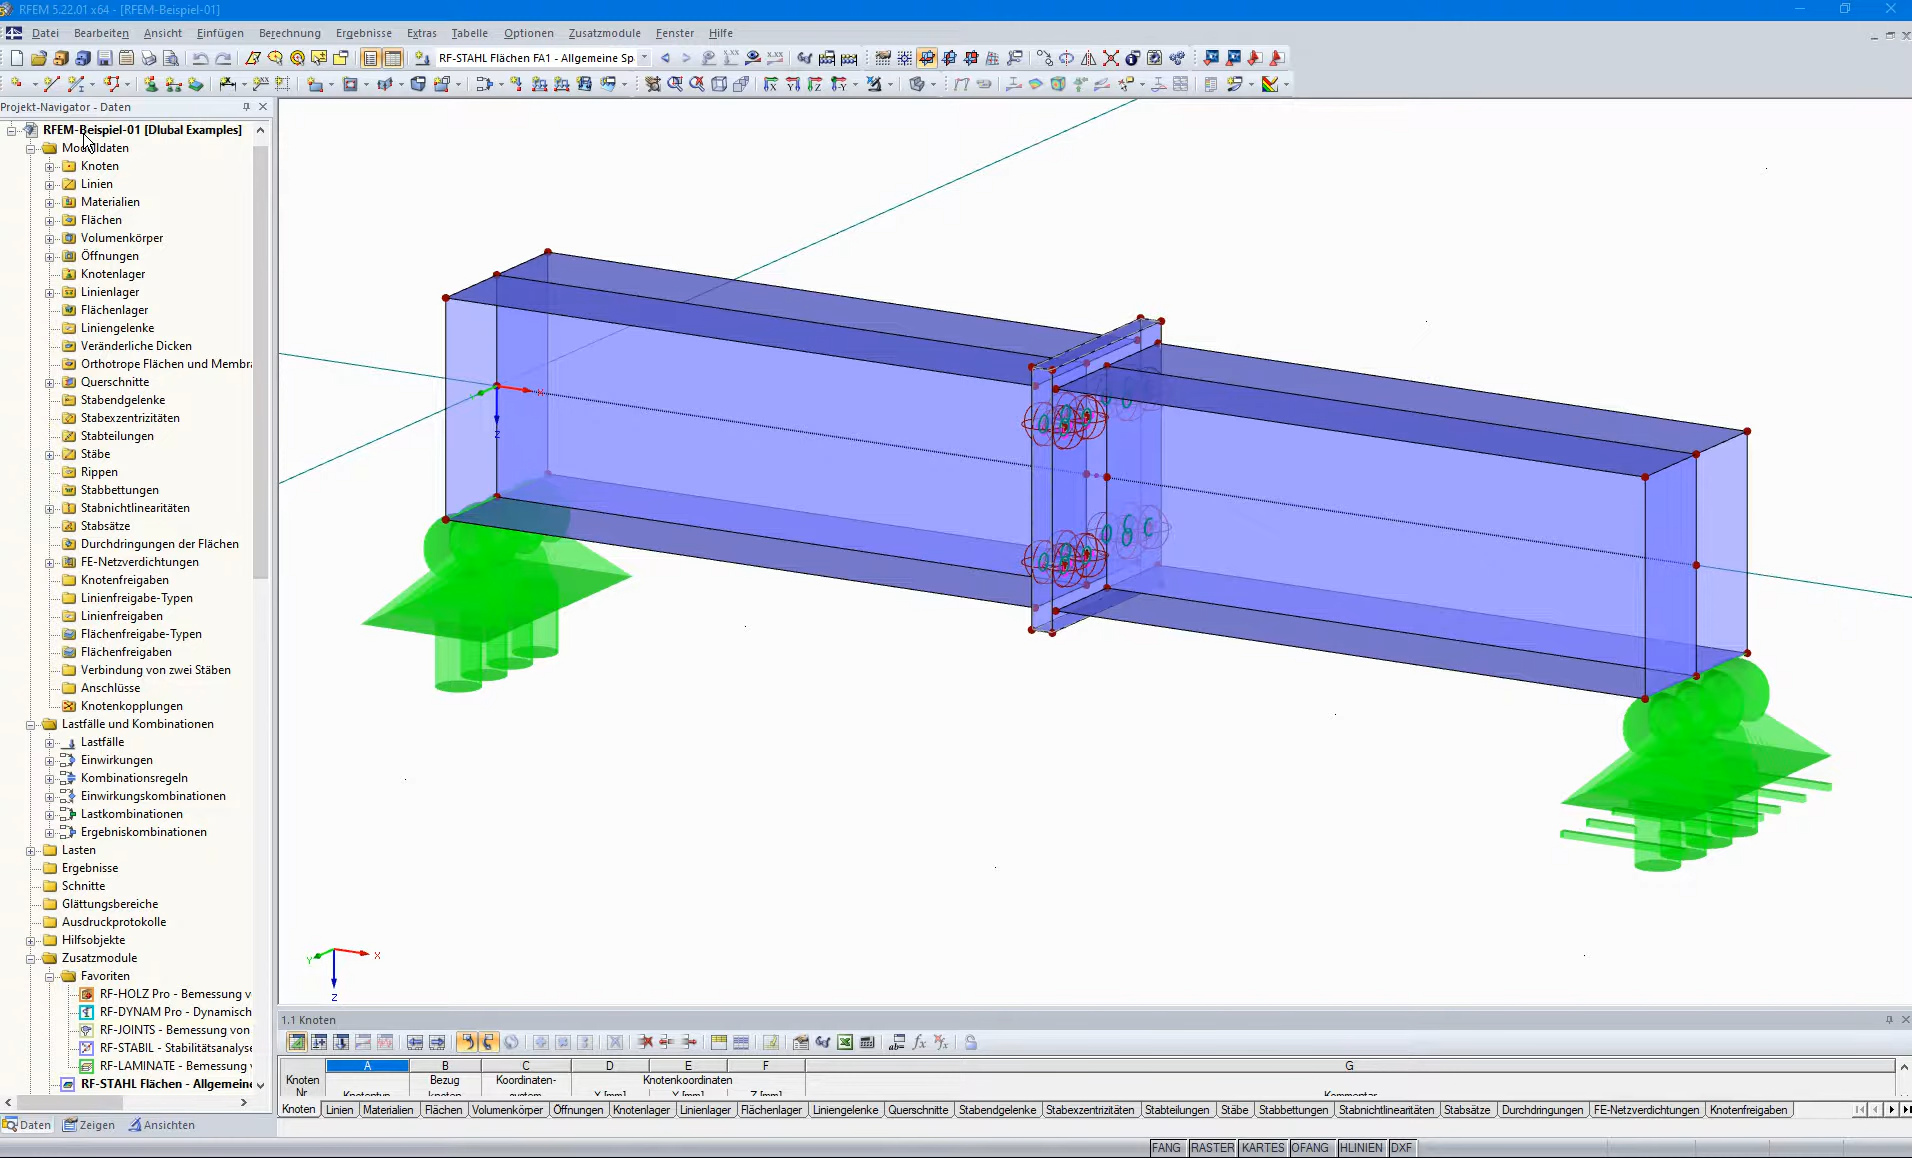 RFEM 5.22.01 x64 - [RFEM-Beispiel-01]
Datei Bearbeiten Ansicht Einfügen Berechnung Ergebnisse Extras Tabelle Optionen Zusatzmodule Fenster Hilfe
RF-STAHL Flächen FA1 - Allgemeine Sp
Projekt-Navigator - Daten
RFEM-Beispiel-01 [Dlubal Examples]
Knoten
Linien
Materialien
Flächen
Volumenkörper
Öffnungen
Knotenlager
Linienlager
Flächenlager
Liniengelenke
Veränderliche Dicken
Orthotrope Flächen und Membra
Querschnitte
Stabendgelenke
Stabexzentrizitäten
Stabteilungen
Stäbe
Rippen
Stabbettungen
Stabnichtlinearitäten
Stabsätze
Durchdringungen der Flächen
FE-Netzverdichtungen
Knotenfreigaben
Linienfreigabe-Typen
Linienfreigaben
Flächenfreigabe-Typen
Flächenfreigaben
Verbindung von zwei Stäben
Anschlüsse
Knotenkopplungen
Lastfälle und Kombinationen
Lastfälle
Einwirkungen
Kombinationsregeln
Einwirkungskombinationen
Lastkombinationen
Ergebniskombinationen
Lasten
Ergebnisse
Schnitte
Glättungsbereiche
Ausdruckprotokolle
Hilfsobjekte
Zusatzmodule
Favoriten
RF-HOLZ Pro - Bemessung v
RF-DYNAM Pro - Dynamisch
RF-JOINTS - Bemessung von
RF-STABIL - Stabilitätsanalyse
RF-LAMINATE - Bemessung v
RF-STAHL Flächen - Allgemeine
Daten Zeigen Ansichten
Z
X
Y
Z
1.1 Knoten
A B C D E F G
Knoten Bezug Koordinaten- Knotenkoordinaten
Nr
Knoten Linien Materialien Flächen Volumenkörper Öffnungen Knotenlager Linienlager Flächenlager Liniengelenke Querschnitte Stabendgelenke Stabexzentrizitäten Stabteilungen Stäbe Stabbettungen Stabnichtlinearitäten Stabsätze Durchdringungen FE-Netzverdichtungen Knotenfreigaben
FANG RASTER KARTES OFANG HLINIEN DXF